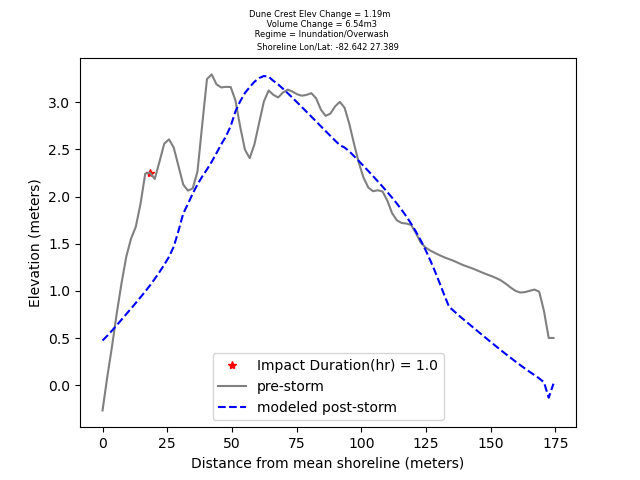 Dune Crest Elev Change = 1.19m
Volume Change = 6.54m3
Regime = Inundation/Overwash
Shoreline Lon/Lat: -82.642 27.389
3.0
2.5
2.0
1.5
1.0
0.5
0.0
Elevation (meters)
Impact Duration(hr) = 1.0
pre-storm
modeled post-storm
0 25 50 75 100 125 150 175
Distance from mean shoreline (meters)